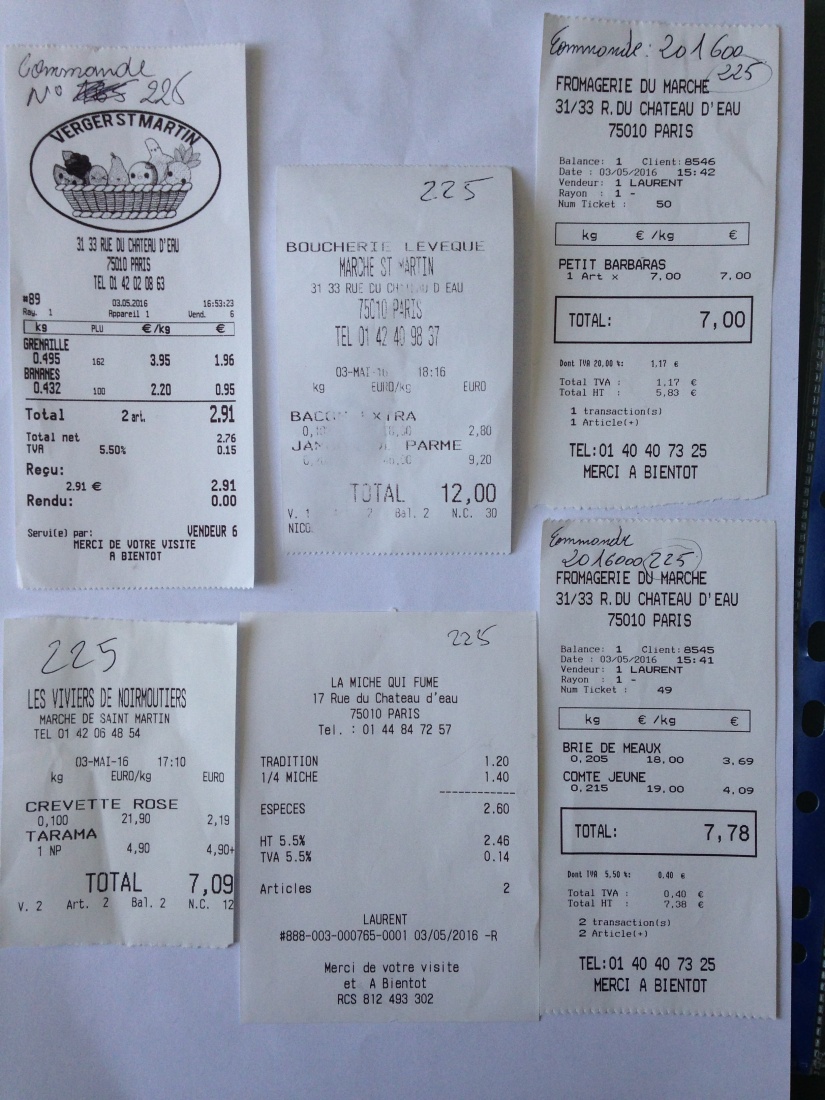 Commande
N° 225
VERGER ST MARTIN
31 33 RUE DU CHATEAU D'EAU
75010 PARIS
TEL 01 42 02 08 63
#89 03.05.2016 16:53:23
Ray. 1 Appareil 1 Vend. 6
kg PLU €/kg €
GRENAILLE
0.495 162 3.95 1.96
BANANES
0.432 100 2.20 0.95
Total 2 art. 2.91
Total net 2.76
TVA 5.50% 0.15
Reçu:
2.91 € 2.91
Rendu: 0.00
Servi(e) par: VENDEUR 6
MERCI DE VOTRE VISITE
A BIENTOT
225
BOUCHERIE LEVEQUE
MARCHE ST MARTIN
31 33 RUE DU D EAU
75010 PARIS
TEL 01 42 40 98 37
03-MAI-16 18:16
kg EURO/kg EURO
2,80
PARME
9,20
TOTAL 12,00
V. 1 2 Bal. 2 N.C. 30
NICO
Commande: 201600
225
FROMAGERIE DU MARCHE
31/33 R.DU CHATEAU D'EAU
75010 PARIS
Balance: 1 Client:8546
Date : 03/05/2016 15:42
Vendeur: 1 LAURENT
Rayon : 1 -
Num Ticket : 50
kg €/kg €
PETIT BARBARAS
1 Art x 7,00 7,00
TOTAL: 7,00
Dont TVA 20,00 %: 1,17 €
Total TVA : 1,17 €
Total HT : 5,83 €
1 transaction(s)
1 Article(+)
TEL:01 40 40 73 25
MERCI A BIENTOT
225
LES VIVIERS DE NOIRMOUTIERS
MARCHE DE SAINT MARTIN
TEL 01 42 06 48 54
03-MAI-16 17:10
kg EURO/kg EURO
CREVETTE ROSE
0,100 21,90 2,19
TARAMA
1 NP 4,90 4,90+
TOTAL 7,09
V. 2 Art. 2 Bal. 2 N.C. 12
225
LA MICHE QUI FUME
17 Rue du Chateau d'eau
75010 PARIS
Tel. : 01 44 84 72 57
TRADITION 1.20
1/4 MICHE 1.40
------------
ESPECES 2.60
HT 5.5% 2.46
TVA 5.5% 0.14
Articles 2
LAURENT
#888-003-000765-0001 03/05/2016 -R
Merci de votre visite
et A Bientot
RCS 812 493 302
Commande
2016000225
FROMAGERIE DU MARCHE
31/33 R.DU CHATEAU D'EAU
75010 PARIS
Balance: 1 Client:8545
Date : 03/05/2016 15:41
Vendeur: 1 LAURENT
Rayon : 1 -
Num Ticket : 49
kg €/kg €
BRIE DE MEAUX
0,205 18,00 3,69
COMTE JEUNE
0,215 19,00 4,09
TOTAL: 7,78
Dont TVA 5,50 %: 0,40 €
Total TVA : 0,40 €
Total HT : 7,38 €
2 transaction(s)
2 Article(+)
TEL:01 40 40 73 25
MERCI A BIENTOT